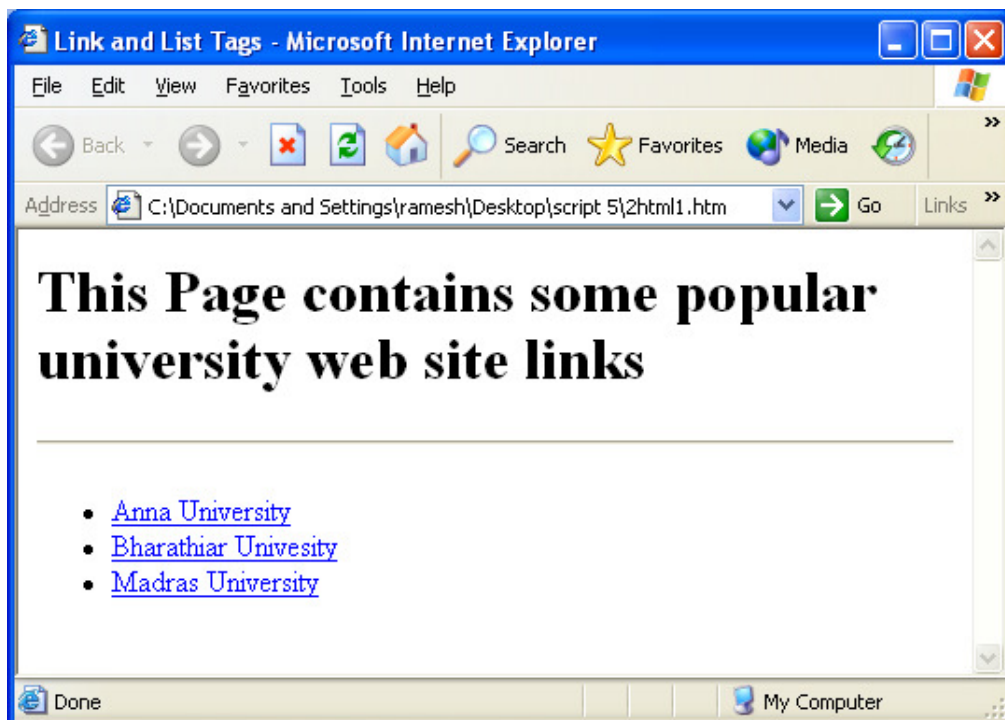 Link and List Tags - Microsoft Internet Explorer
File Edit View Favorites Tools Help
Back Search Favorites Media »
Address C:\Documents and Settings\ramesh\Desktop\script 5\2html1.htm Go Links »
This Page contains some popular
university web site links
• Anna University
• Bharathiar Univesity
• Madras University
Done My Computer